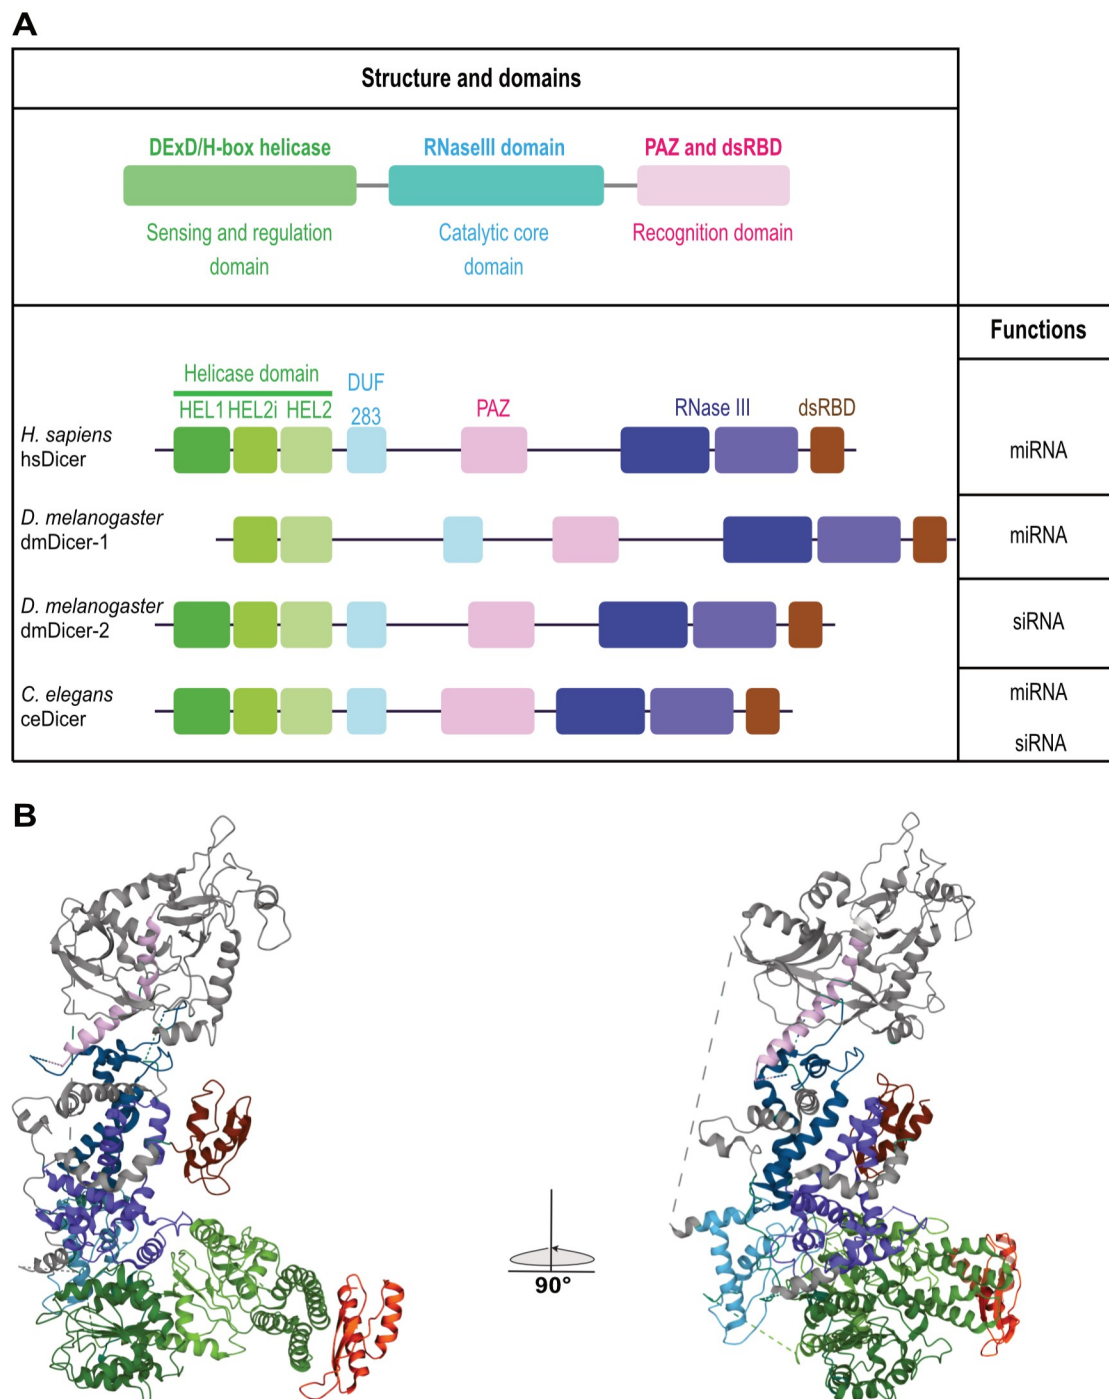 A
Structure and domains
DExD/H-box helicase
RNaseIII domain
PAZ and dsRBD
Sensing and regulation
domain
Catalytic core
domain
Recognition domain
Functions
Helicase domain
HEL1 HEL2i HEL2
DUF
283
PAZ
RNase III
dsRBD
H. sapiens
hsDicer
miRNA
D. melanogaster
dmDicer-1
miRNA
D. melanogaster
dmDicer-2
siRNA
C. elegans
ceDicer
miRNA
siRNA
B
90°